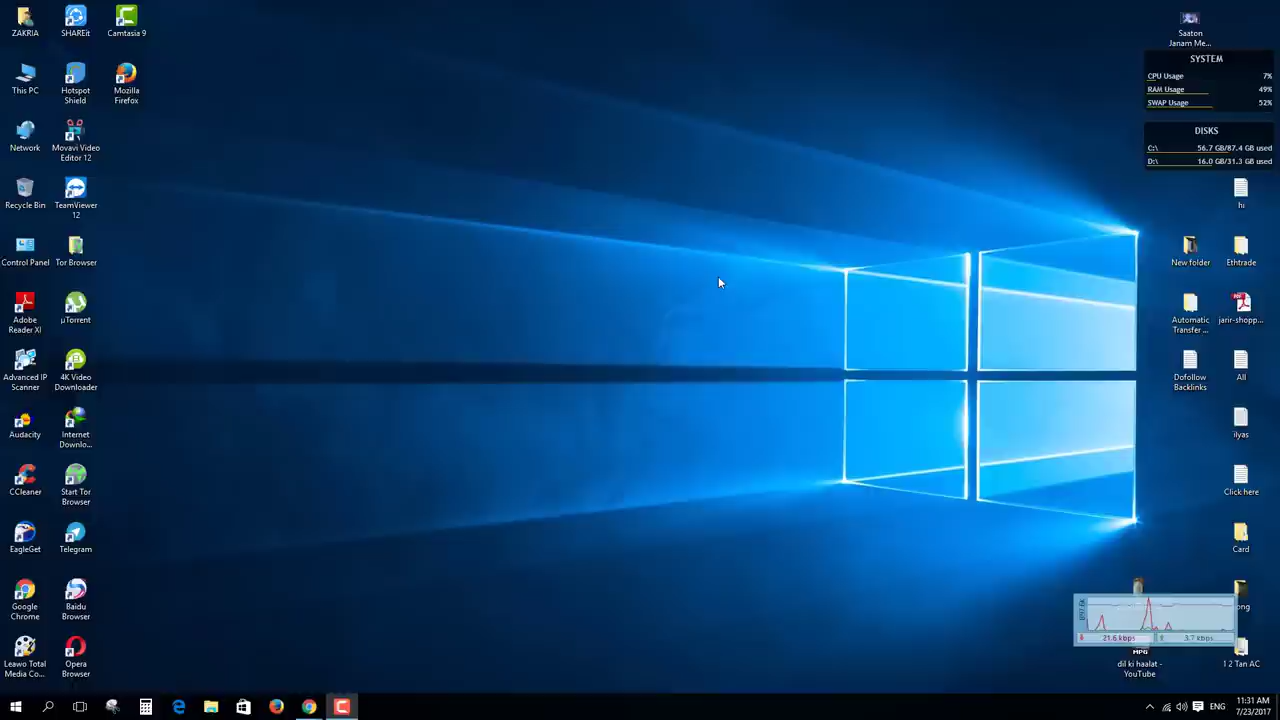 ZAKRIA
SHAREit
Camtasia 9
This PC
Hotspot
Shield
Mozilla
Firefox
Network
Movavi Video
Editor 12
Recycle Bin
TeamViewer
12
Control Panel
Tor Browser
Adobe
Reader XI
µTorrent
Advanced IP
Scanner
4K Video
Downloader
Audacity
Internet
Downlo...
CCleaner
Start Tor
Browser
EagleGet
Telegram
Google
Chrome
Baidu
Browser
Leawo Total
Media Co...
Opera
Browser
Saaton
Janam Me...
SYSTEM
CPU Usage 7%
RAM Usage 49%
SWAP Usage 52%
DISKS
C:\ 56.7 GB/87.4 GB used
D:\ 16.0 GB/31.3 GB used
hi
New folder
Ethtrade
Automatic
Transfer ...
jarir-shopp...
Dofollow
Backlinks
All
ilyas
Click here
Card
21.6 kbps
3.7 kbps
MPG
dil ki haalat -
YouTube
1 2 Tan AC
ENG
11:31 AM
7/23/2017